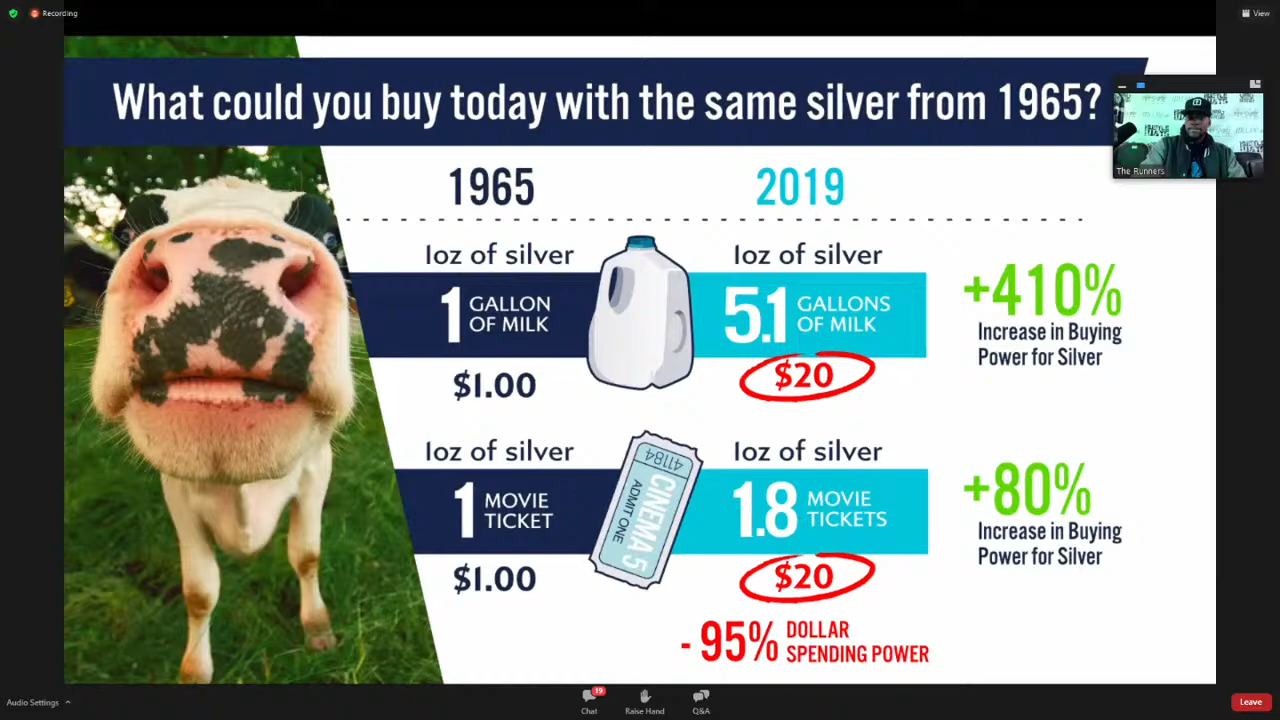 Recording
View
What could you buy today with the same silver from 1965?
The Runners
1965
2019
1oz of silver
1oz of silver
1 GALLON OF MILK
5.1 GALLONS OF MILK
+410%
Increase in Buying
Power for Silver
$1.00
$20
1oz of silver
1oz of silver
1 MOVIE TICKET
41184
CINEMA 5
ADMIT ONE
1.8 MOVIE TICKETS
+80%
Increase in Buying
Power for Silver
$1.00
$20
- 95% DOLLAR SPENDING POWER
Audio Settings
19
Chat
Raise Hand
Q&A
Leave